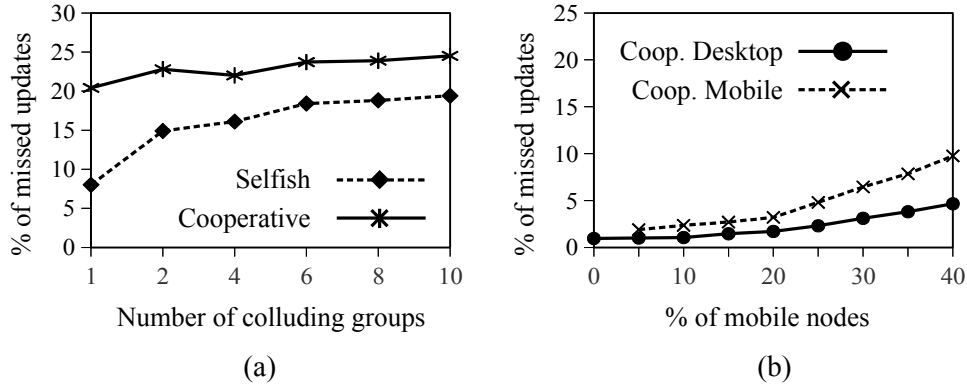 30
25
20
15
10
5
0
% of missed updates
Selfish
Cooperative
1 2 4 6 8 10
Number of colluding groups
(a)
25
20
15
10
5
0
% of missed updates
Coop. Desktop
Coop. Mobile
0 10 20 30 40
% of mobile nodes
(b)